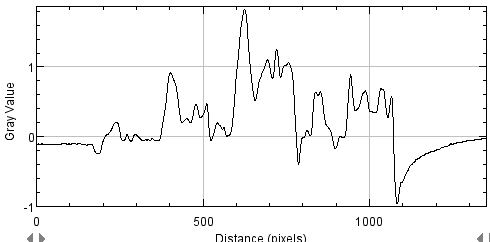 Gray Value
1
0
-1
0 500 1000
Distance (pixels)